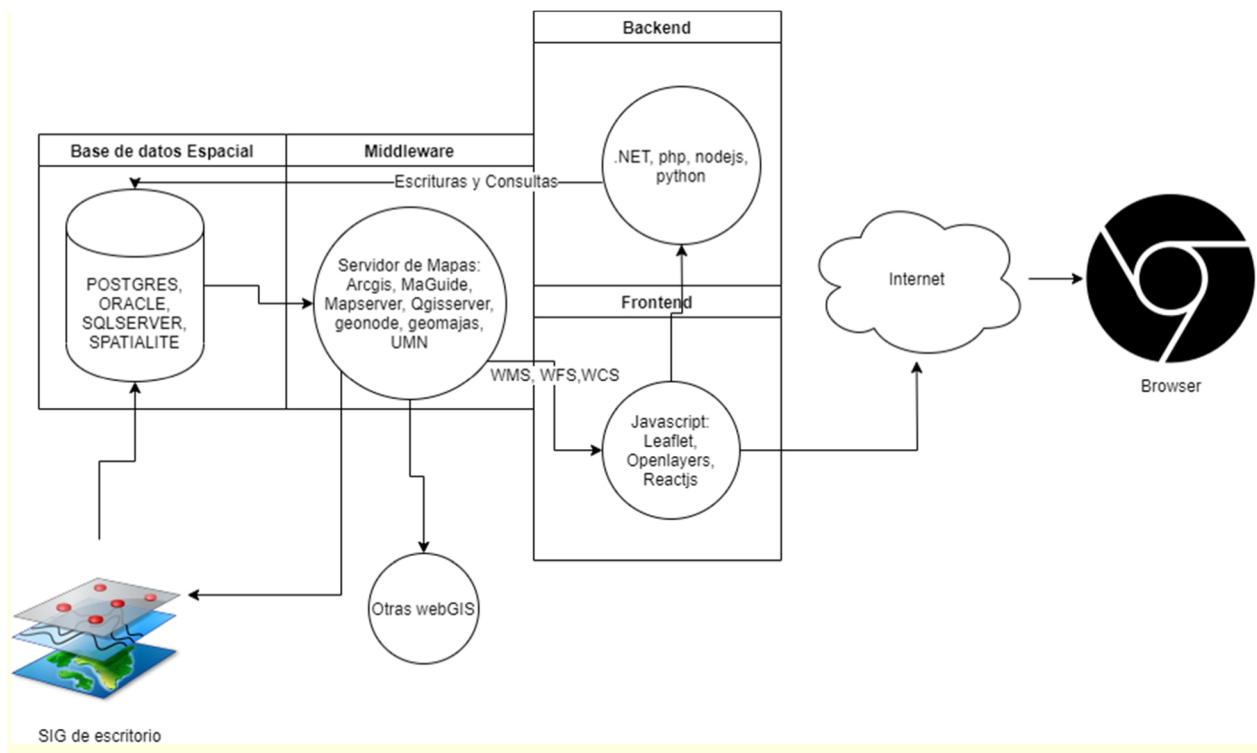 Backend
.NET, php, nodejs,
python
Base de datos Espacial
Middleware
Escrituras y Consultas
POSTGRES,
ORACLE,
SQLSERVER,
SPATIALITE
Servidor de Mapas:
Arcgis, MaGuide,
Mapserver, Qgisserver,
geonode, geomajas,
UMN
Frontend
WMS, WFS,WCS
Javascript:
Leaflet,
Openlayers,
Reactjs
Internet
Browser
Otras webGIS
SIG de escritorio